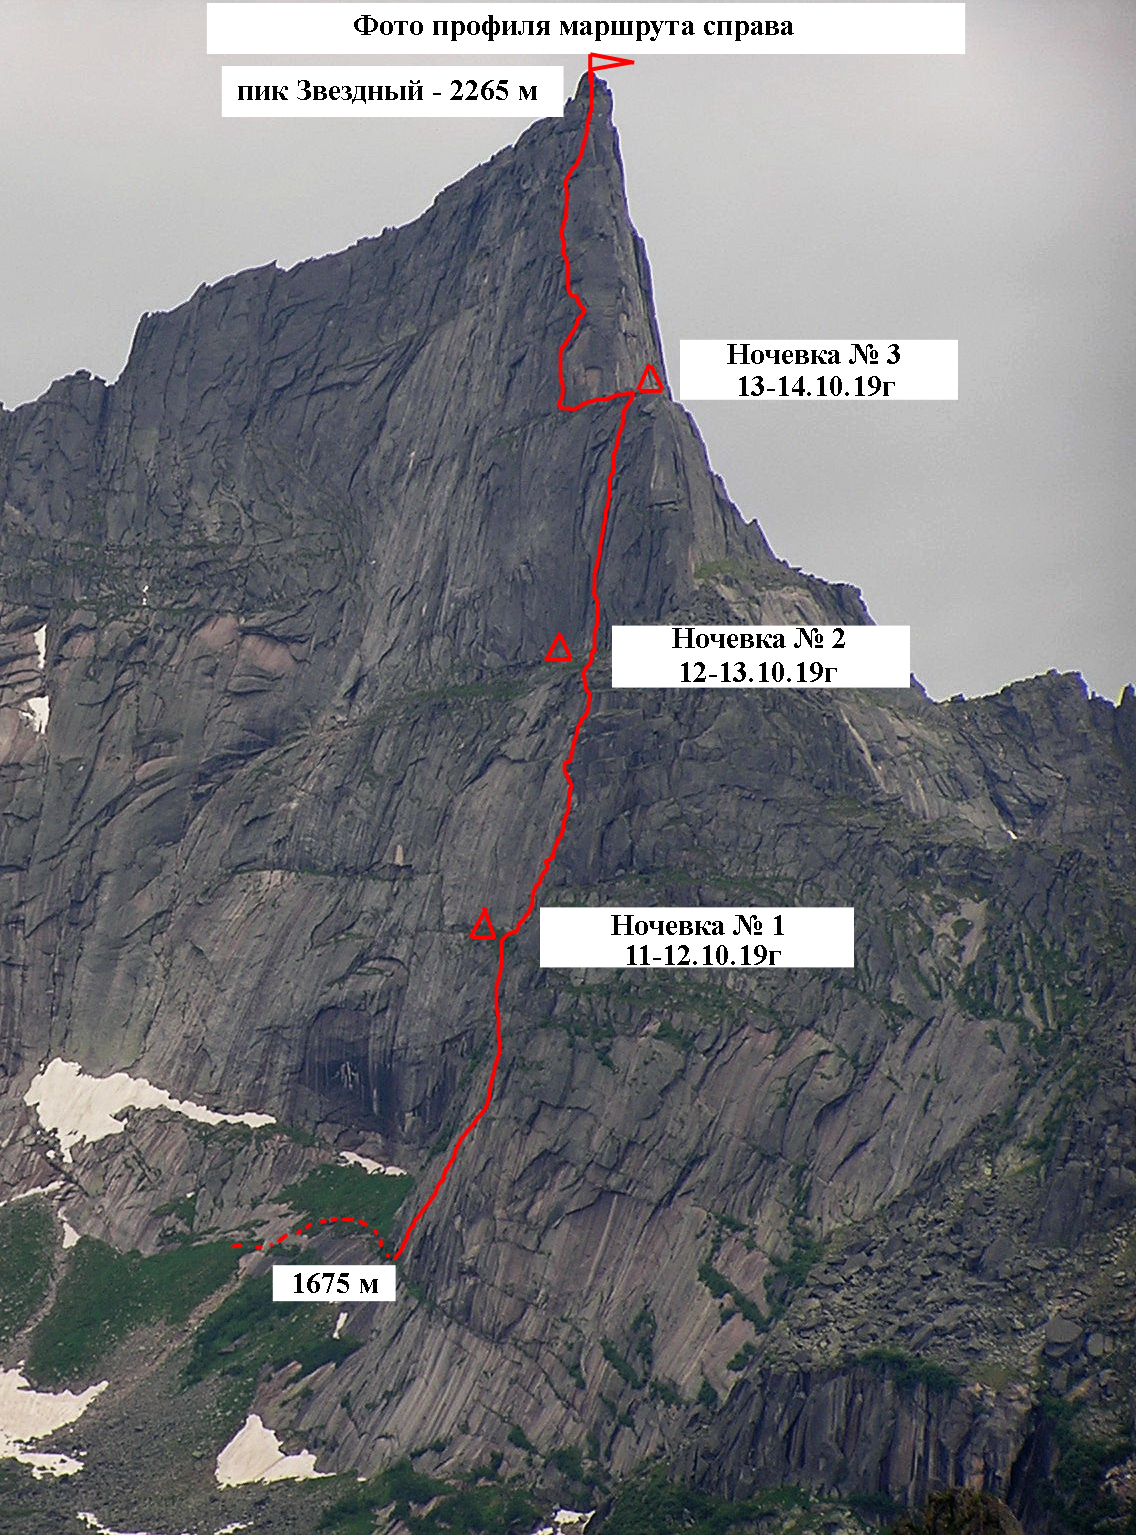 Фото профиля маршрута справа
пик Звездный - 2265 м
Ночевка № 3
13-14.10.19г
Ночевка № 2
12-13.10.19г
Ночевка № 1
11-12.10.19г
1675 м